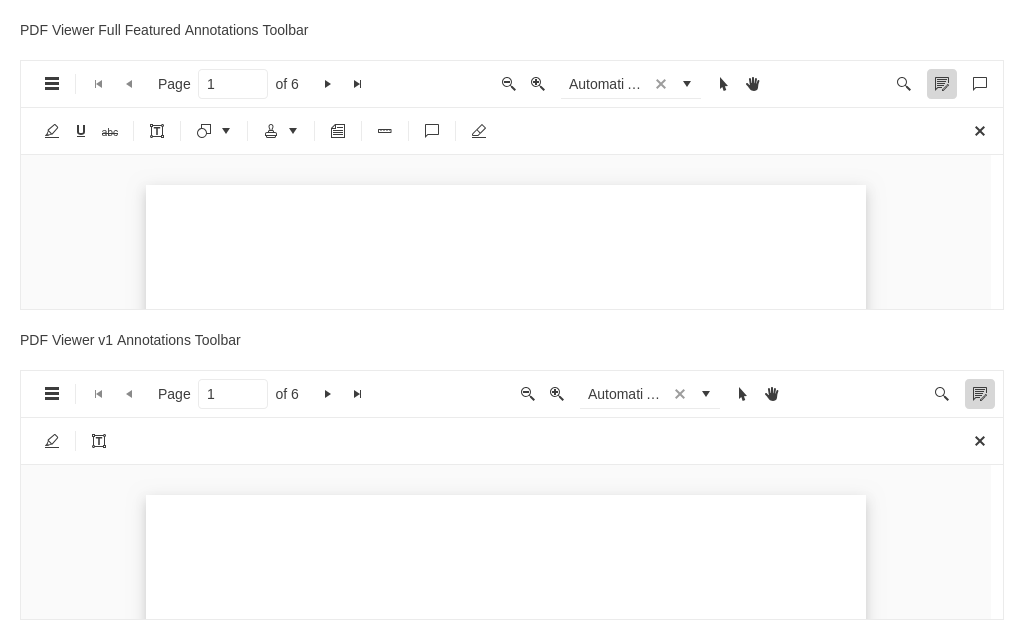 PDF Viewer Full Featured Annotations Toolbar
Page 1 of 6 Automati ...
U abc T
PDF Viewer v1 Annotations Toolbar
Page 1 of 6 Automati ...
T